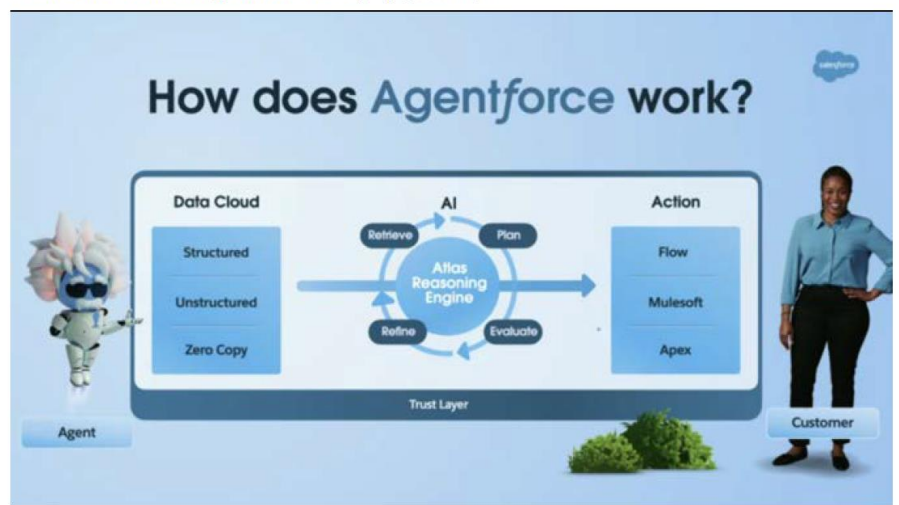 salesforce
How does Agentforce work?
Data Cloud
Structured
Unstructured
Zero Copy
AI
Retrieve
Plan
Atlas
Reasoning
Engine
Refine
Evaluate
Action
Flow
Mulesoft
Apex
Trust Layer
Agent
Customer